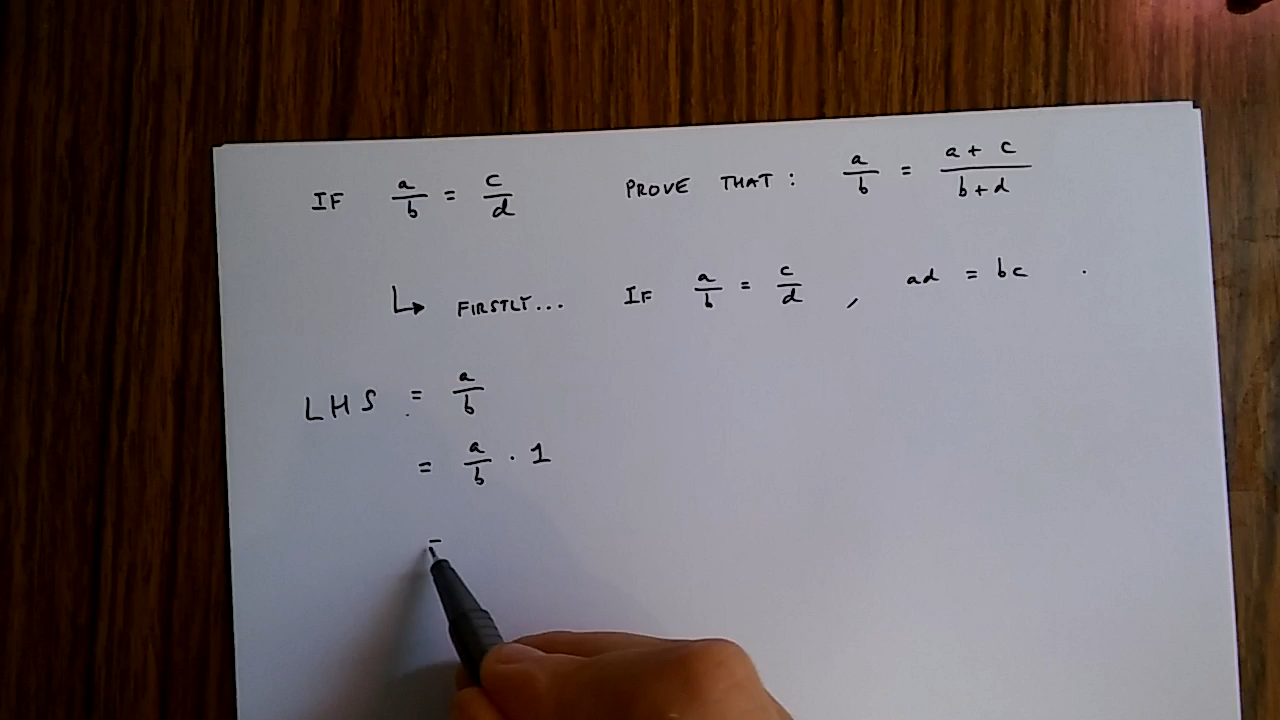 IF a/b = c/d PROVE THAT: a/b = a+c/b+d
↳ FIRSTLY... IF a/b = c/d, ad = bc.
LHS = a/b
= a/b · 1
-